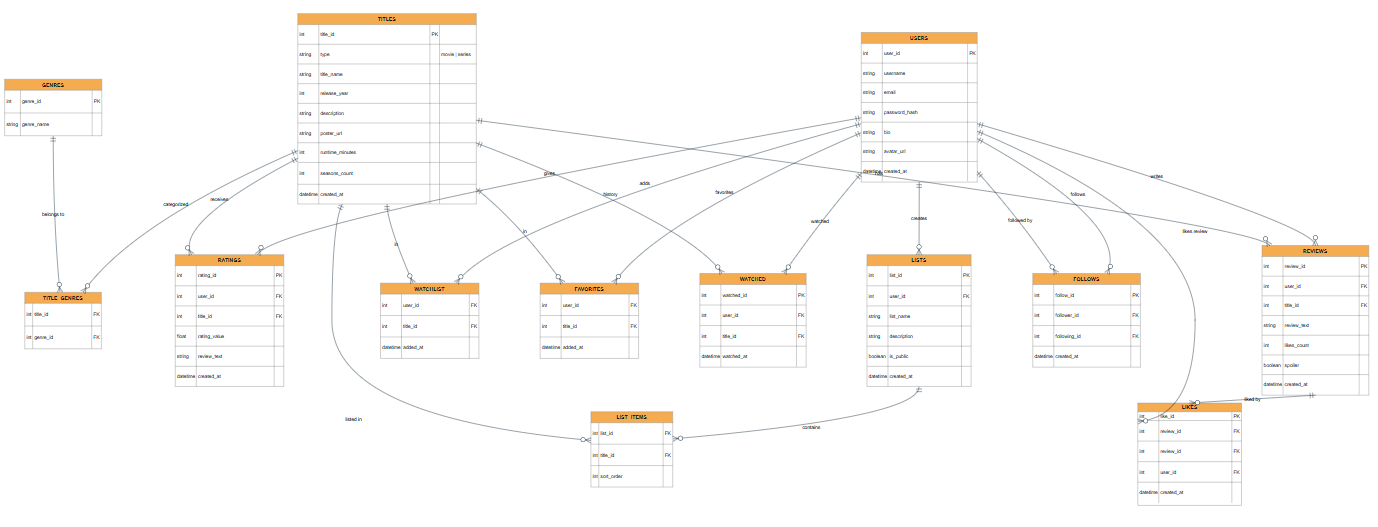 TITLES
int title_id PK
string type movie | series
string title_name
int release_year
string description
string poster_url
int runtime_minutes
int seasons_count
datetime created_at
USERS
int user_id PK
string username
string email
string password_hash
string bio
string avatar_url
datetime created_at
GENRES
int genre_id PK
string genre_name
belongs to
categorized
receives
gives
history
adds
favorites
in
in
watched
creates
followed by
follows
writes
likes review
TITLE_GENRES
int title_id FK
int genre_id FK
RATINGS
int rating_id PK
int user_id FK
int title_id FK
float rating_value
string review_text
datetime created_at
WATCHLIST
int user_id FK
int title_id FK
datetime added_at
FAVORITES
int user_id FK
int title_id FK
datetime added_at
WATCHED
int watched_id PK
int user_id FK
int title_id FK
datetime watched_at
LISTS
int list_id PK
int user_id FK
string list_name
string description
boolean is_public
datetime created_at
FOLLOWS
int follow_id PK
int follower_id FK
int following_id FK
datetime created_at
REVIEWS
int review_id PK
int user_id FK
int title_id FK
string review_text
int likes_count
boolean spoiler
datetime created_at
listed in
contains
liked by
LIST_ITEMS
int list_id FK
int title_id FK
int sort_order
LIKES
int like_id PK
int review_id FK
int review_id FK
int user_id FK
datetime created_at